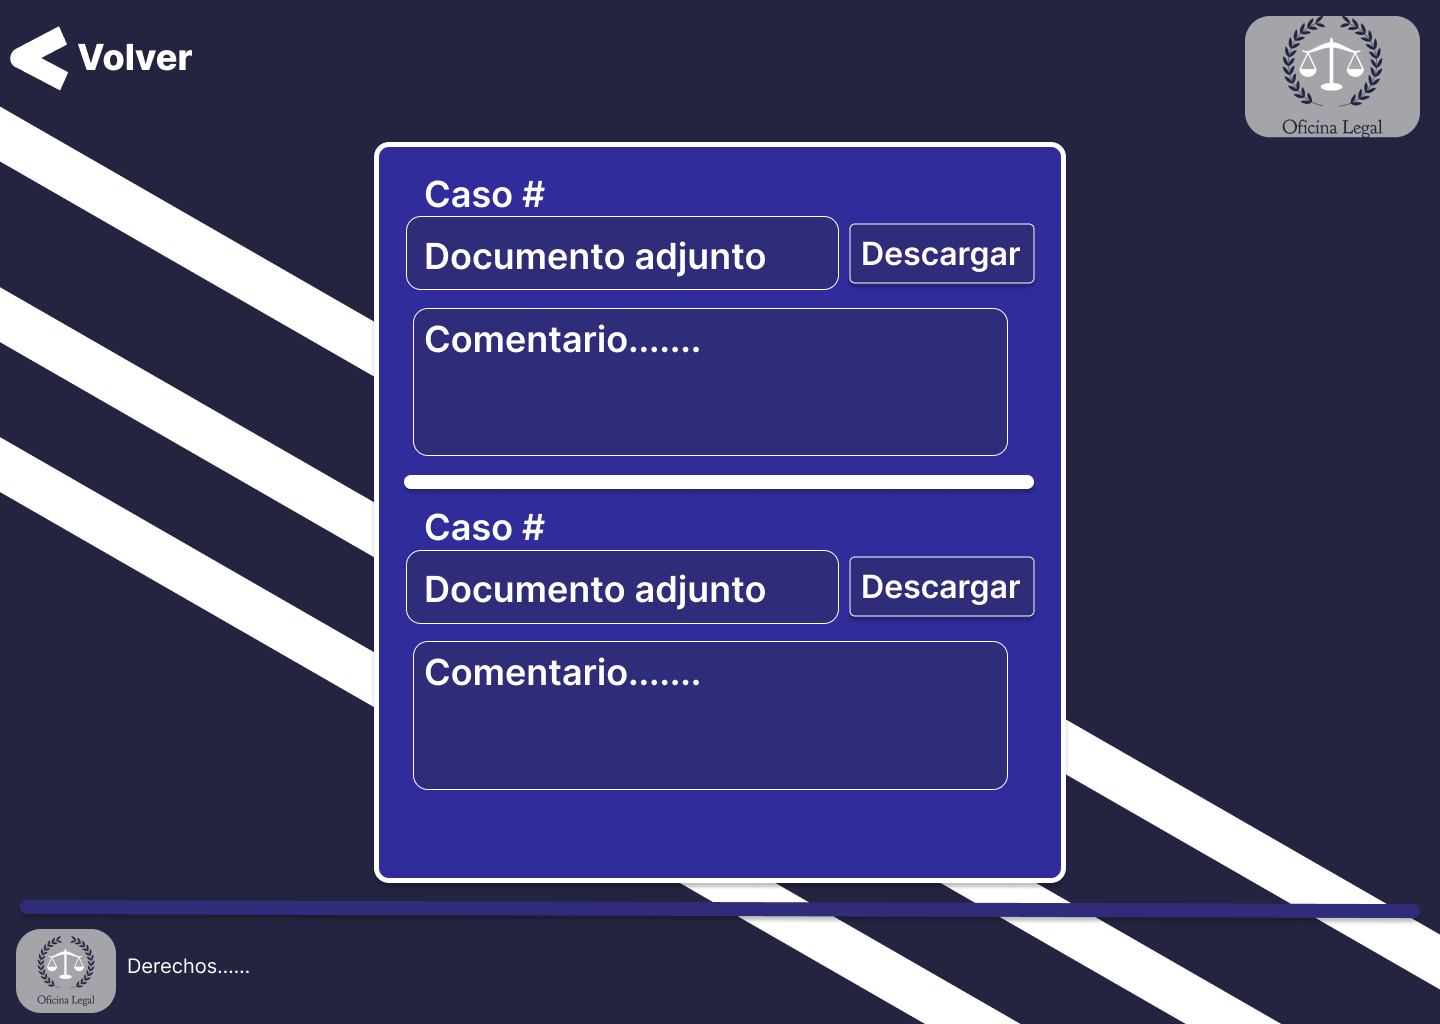 Volver
Oficina Legal
Caso #
Documento adjunto
Descargar
Comentario.......
Caso #
Documento adjunto
Descargar
Comentario.......
Oficina Legal
Derechos......